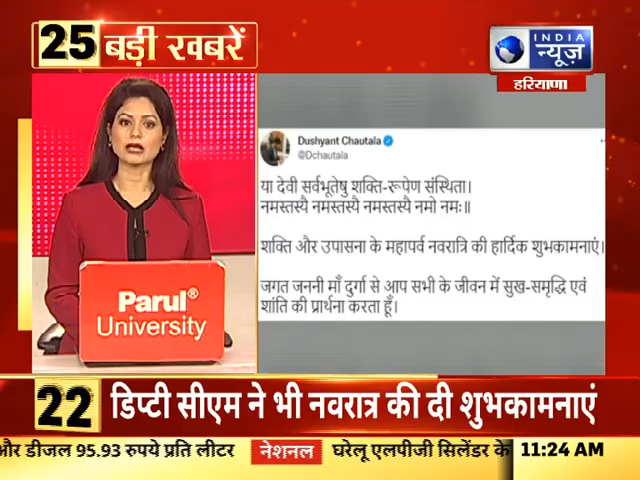 25 बड़ी खबरें
INDIA
न्यूज़
हरियाणा
Dushyant Chautala
@Dchautala
या देवी सर्वभूतेषु शक्ति-रूपेण संस्थिता।
नमस्तस्यै नमस्तस्यै नमस्तस्यै नमो नमः॥
शक्ति और उपासना के महापर्व नवरात्रि की हार्दिक शुभकामनाएं।
जगत जननी माँ दुर्गा से आप सभी के जीवन में सुख-समृद्धि एवं
शांति की प्रार्थना करता हूँ।
Parul®
University
22 डिप्टी सीएम ने भी नवरात्र की दी शुभकामनाएं
और डीजल 95.93 रुपये प्रति लीटर नेशनल घरेलू एलपीजी सिलेंडर के 11:24 AM